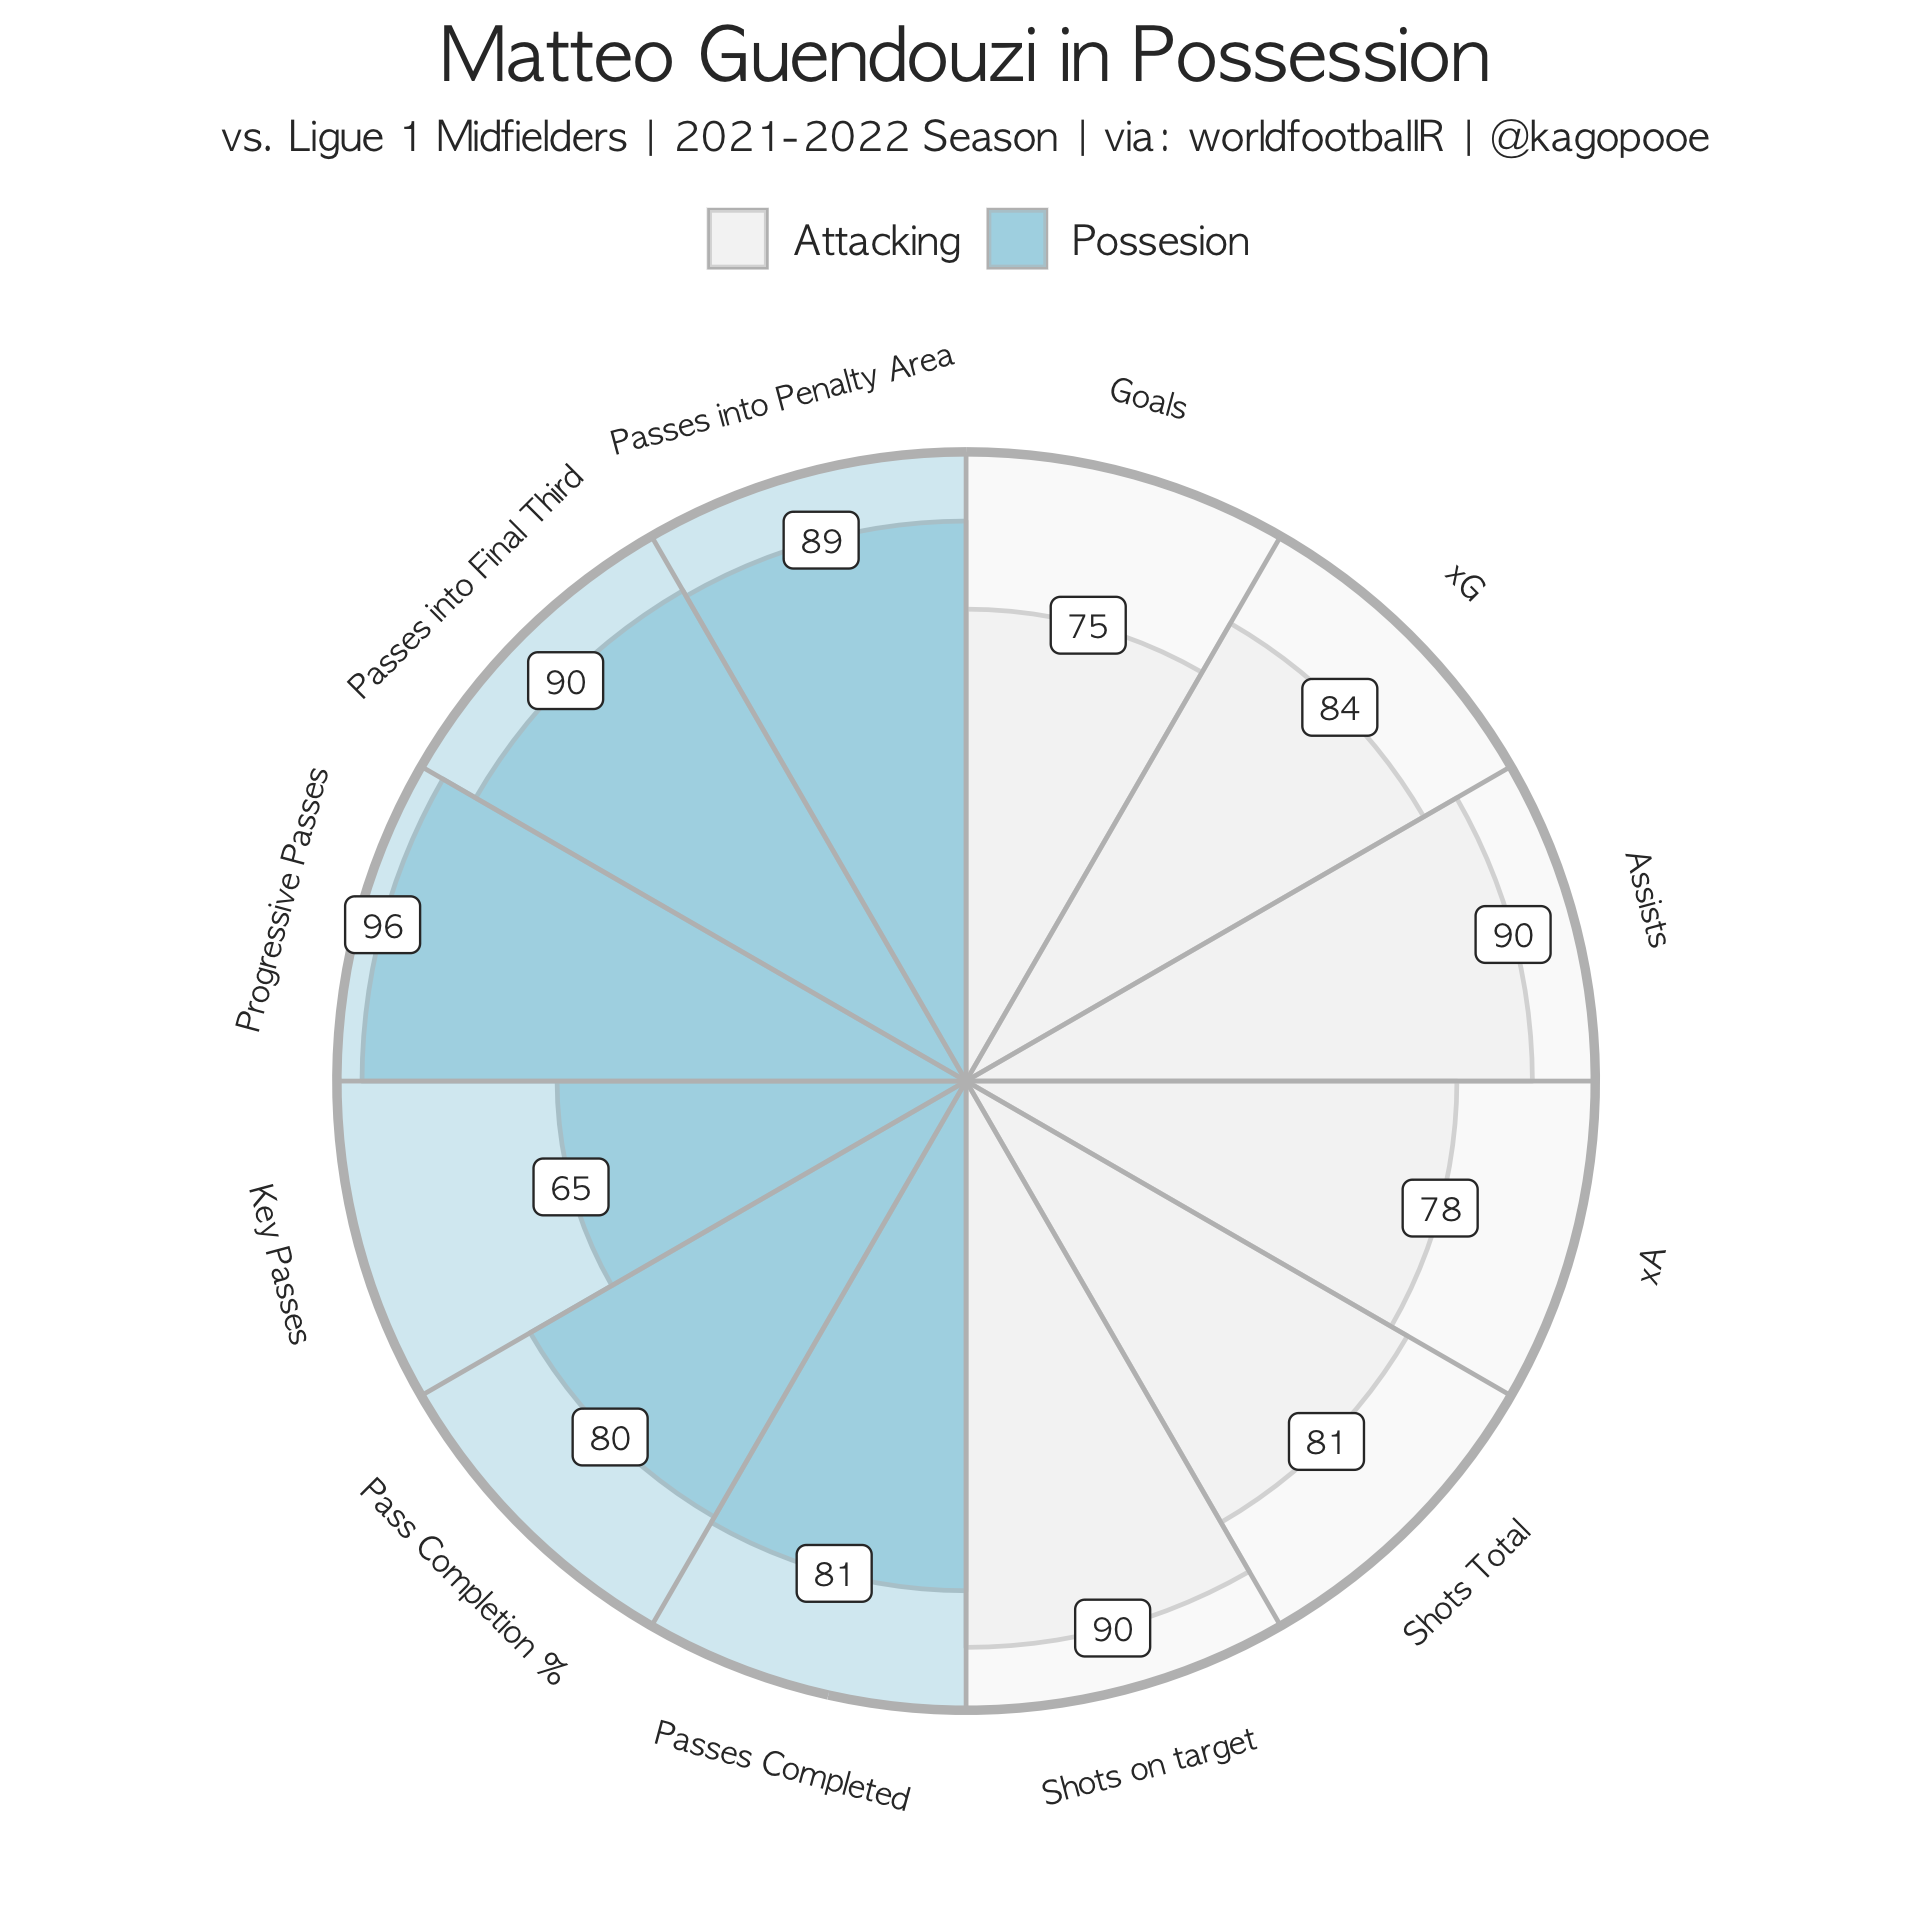 Matteo Guendouzi in Possession
vs. Ligue 1 Midfielders | 2021-2022 Season | via: worldfootballR | @kagopooe
Attacking
Possesion
Goals
75
xG
84
Assists
90
xA
78
Shots Total
81
Shots on target
90
Passes Completed
81
Pass Completion %
80
Key Passes
65
Progressive Passes
96
Passes into Final Third
90
Passes into Penalty Area
89